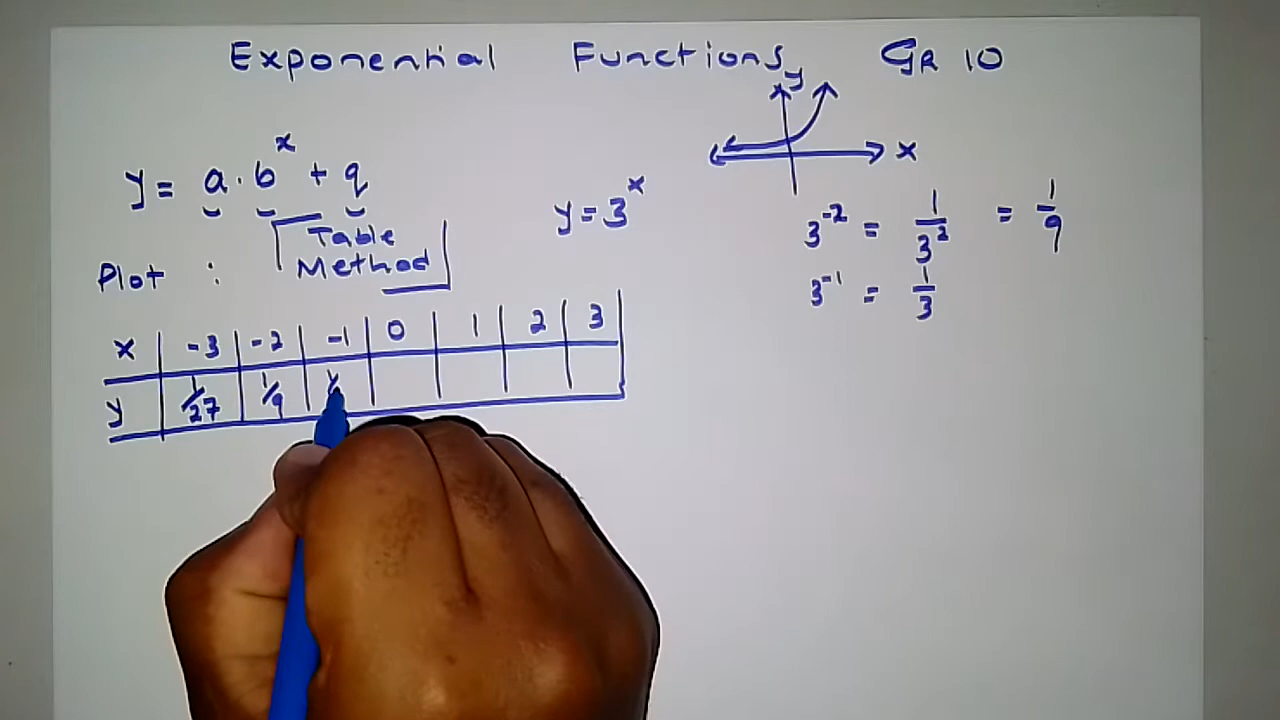 Exponential Functions GR 10
y
x
y = a . b^x + q
y = 3^x
3^-2 = 1/3^2 = 1/9
Plot : Table Method
3^-1 = 1/3
x -3 -2 -1 0 1 2 3
y 1/27 1/9